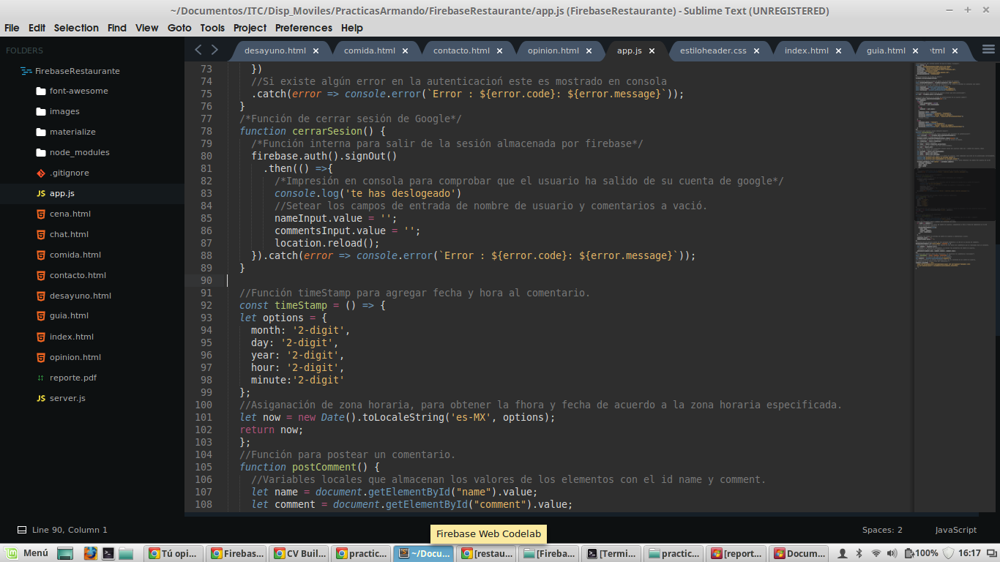 ~/Documentos/ITC/Disp_Moviles/PracticasArmando/FirebaseRestaurante/app.js (FirebaseRestaurante) - Sublime Text (UNREGISTERED)
File Edit Selection Find View Goto Tools Project Preferences Help
FOLDERS
FirebaseRestaurante
font-awesome
images
materialize
node_modules
.gitignore
JS app.js
cena.html
chat.html
comida.html
contacto.html
desayuno.html
guia.html
index.html
opinion.html
reporte.pdf
JS server.js
desayuno.html comida.html contacto.html opinion.html app.js estiloheader.css index.html guia.html :tml
73 })
74 //Si existe algún error en la autenticacioń este es mostrado en consola
75 .catch(error => console.error(`Error : ${error.code}: ${error.message}`));
76 }
77 /*Función de cerrar sesión de Google*/
78 function cerrarSesion() {
79 /*Función interna para salir de la sesión almacenada por firebase*/
80 firebase.auth().signOut()
81 .then(() =>{
82 /*Impresión en consola para comprobar que el usuario ha salido de su cuenta de google*/
83 console.log('te has deslogeado')
84 //Setear los campos de entrada de nombre de usuario y comentarios a vació.
85 nameInput.value = '';
86 commentsInput.value = '';
87 location.reload();
88 }).catch(error => console.error(`Error : ${error.code}: ${error.message}`));
89 }
90
91 //Función timeStamp para agregar fecha y hora al comentario.
92 const timeStamp = () => {
93 let options = {
94 month: '2-digit',
95 day: '2-digit',
96 year: '2-digit',
97 hour: '2-digit',
98 minute:'2-digit'
99 };
100 //Asiganación de zona horaria, para obtener la fhora y fecha de acuerdo a la zona horaria especificada.
101 let now = new Date().toLocaleString('es-MX', options);
102 return now;
103 };
104 //Función para postear un comentario.
105 function postComment() {
106 //Variables locales que almacenan los valores de los elementos con el id name y comment.
107 let name = document.getElementById("name").value;
108 let comment = document.getElementById("comment").value;
Line 90, Column 1
Spaces: 2
JavaScript
Firebase Web Codelab
Menú
Tú opi...
Firebas...
CV Buil...
practic...
~/Docu...
[restau...
[Fireba...
[Termi...
practic...
[report...
Docum...
100%
16:17